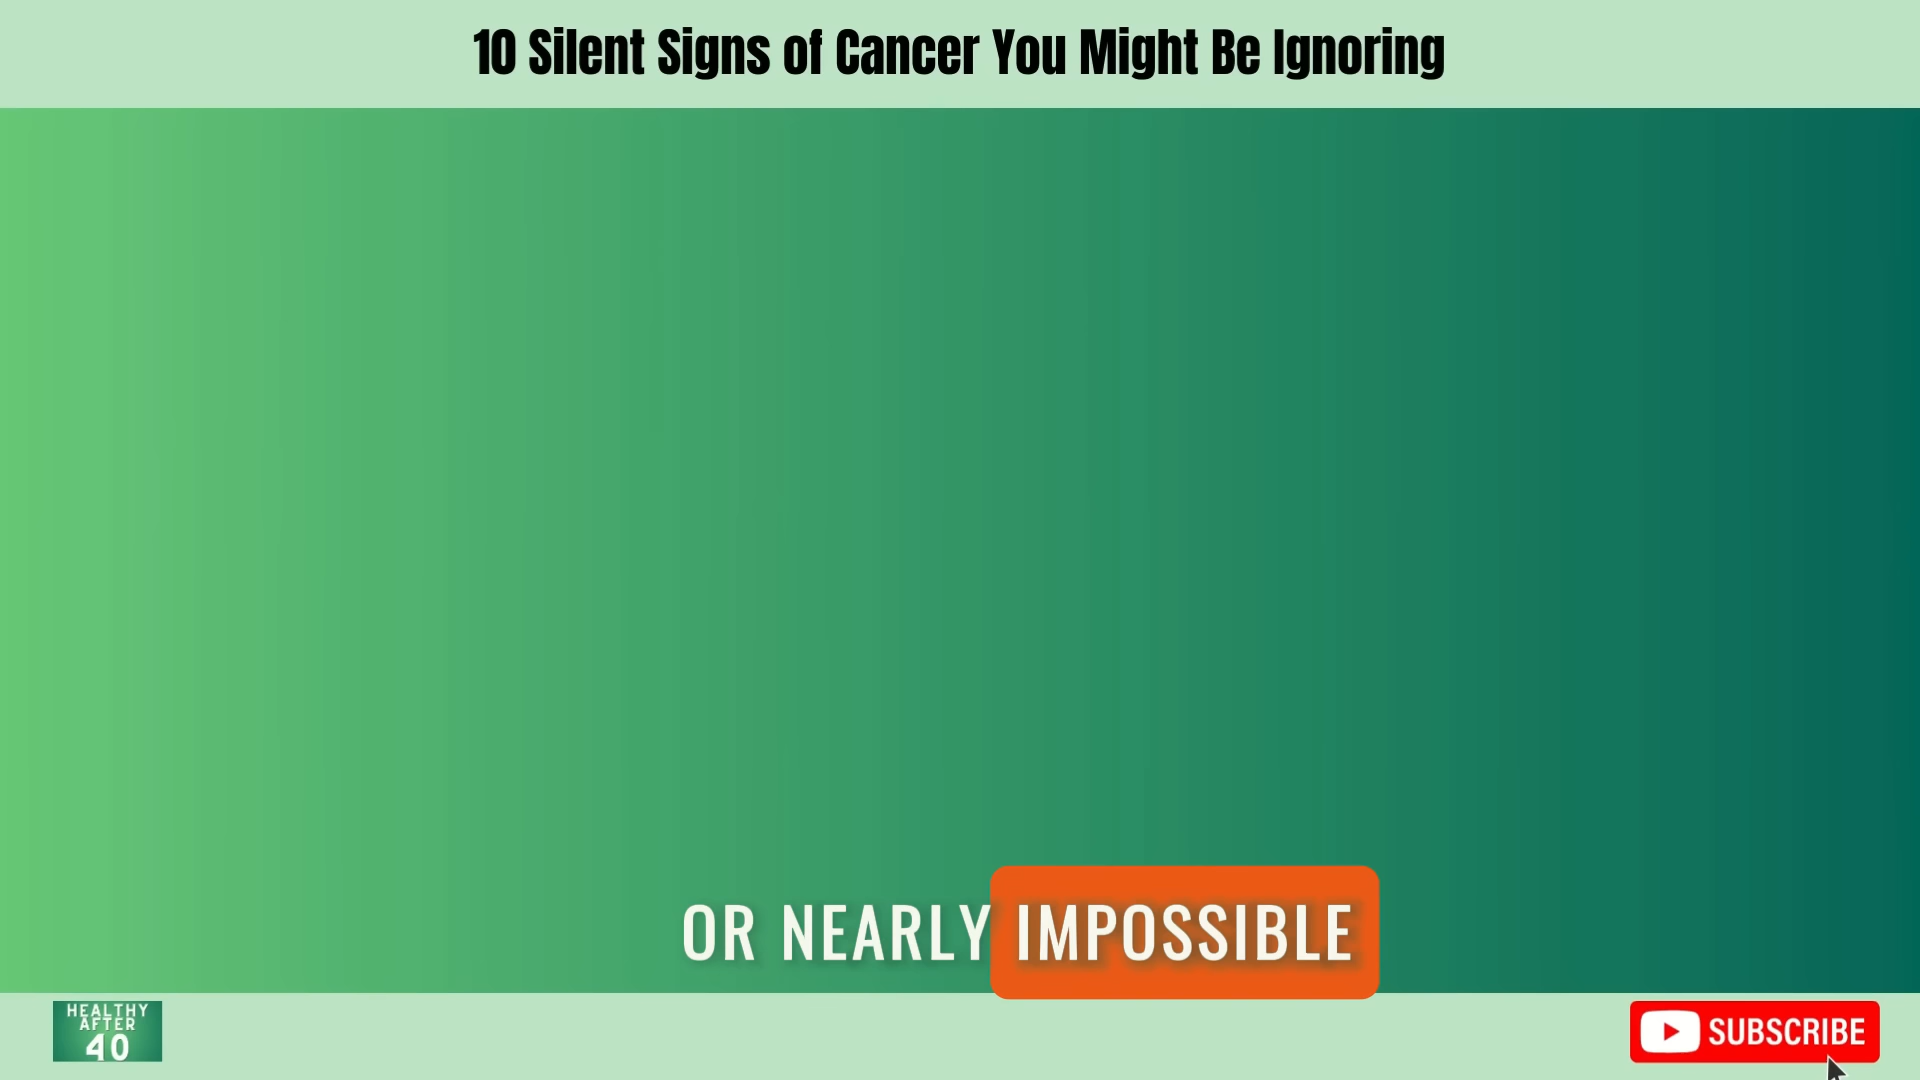 10 Silent Signs of Cancer You Might Be Ignoring
OR NEARLY IMPOSSIBLE
HEALTHY
AFTER
40
SUBSCRIBE